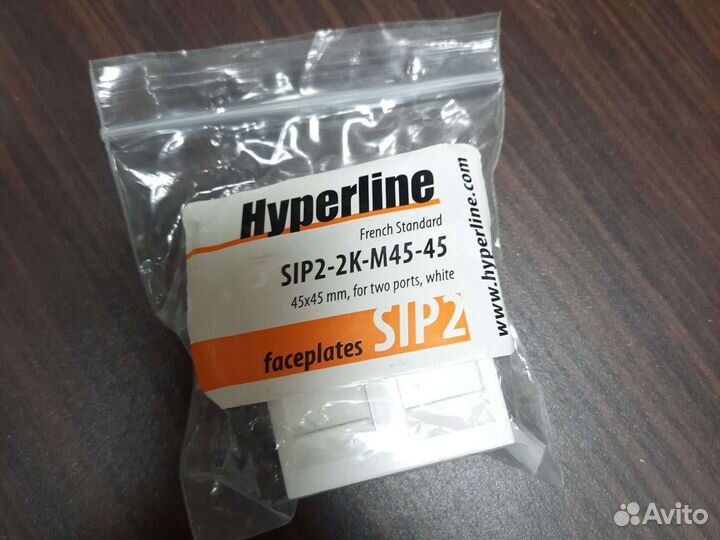 Hyperline
French Standard
SIP2-2K-M45-45
45x45 mm, for two ports, white
faceplates SIP2
www.hyperline.com
Avito